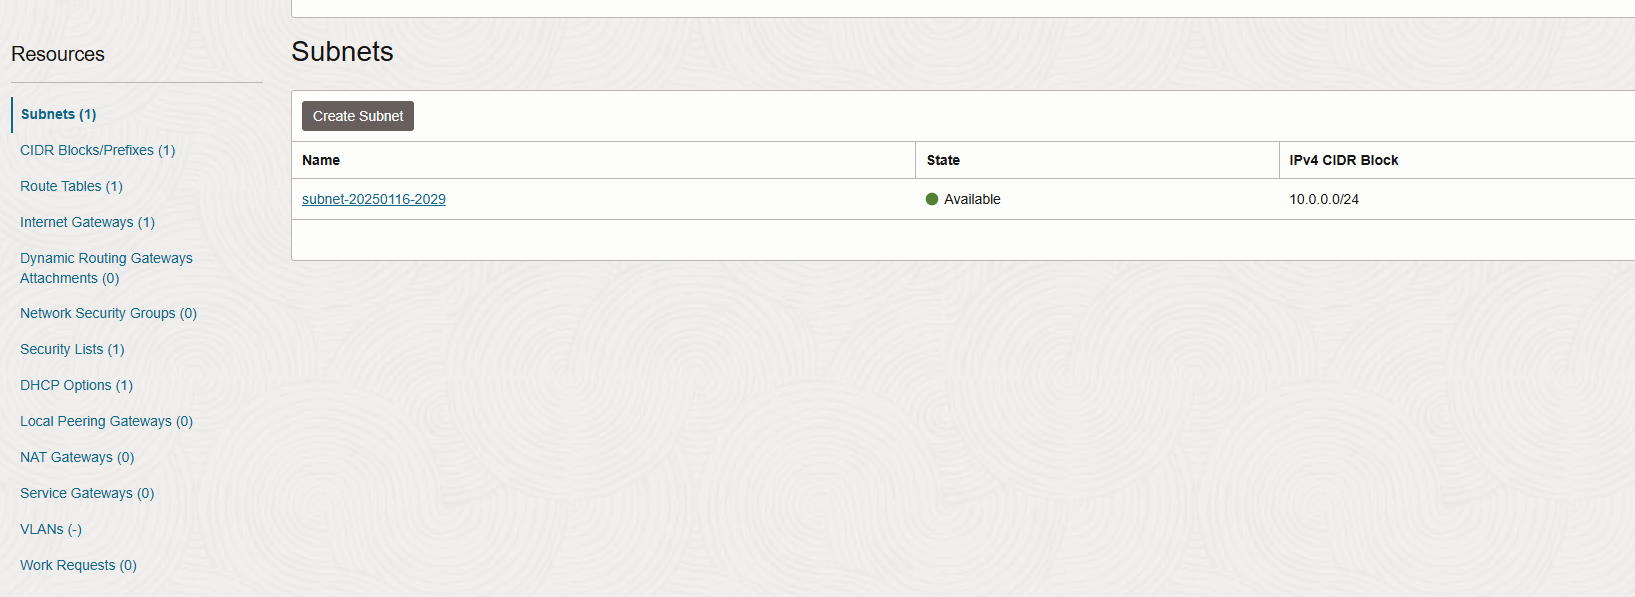 Resources
Subnets (1)
CIDR Blocks/Prefixes (1)
Route Tables (1)
Internet Gateways (1)
Dynamic Routing Gateways
Attachments (0)
Network Security Groups (0)
Security Lists (1)
DHCP Options (1)
Local Peering Gateways (0)
NAT Gateways (0)
Service Gateways (0)
VLANs (-)
Work Requests (0)
Subnets
Create Subnet
Name State IPv4 CIDR Block
subnet-20250116-2029 Available 10.0.0.0/24